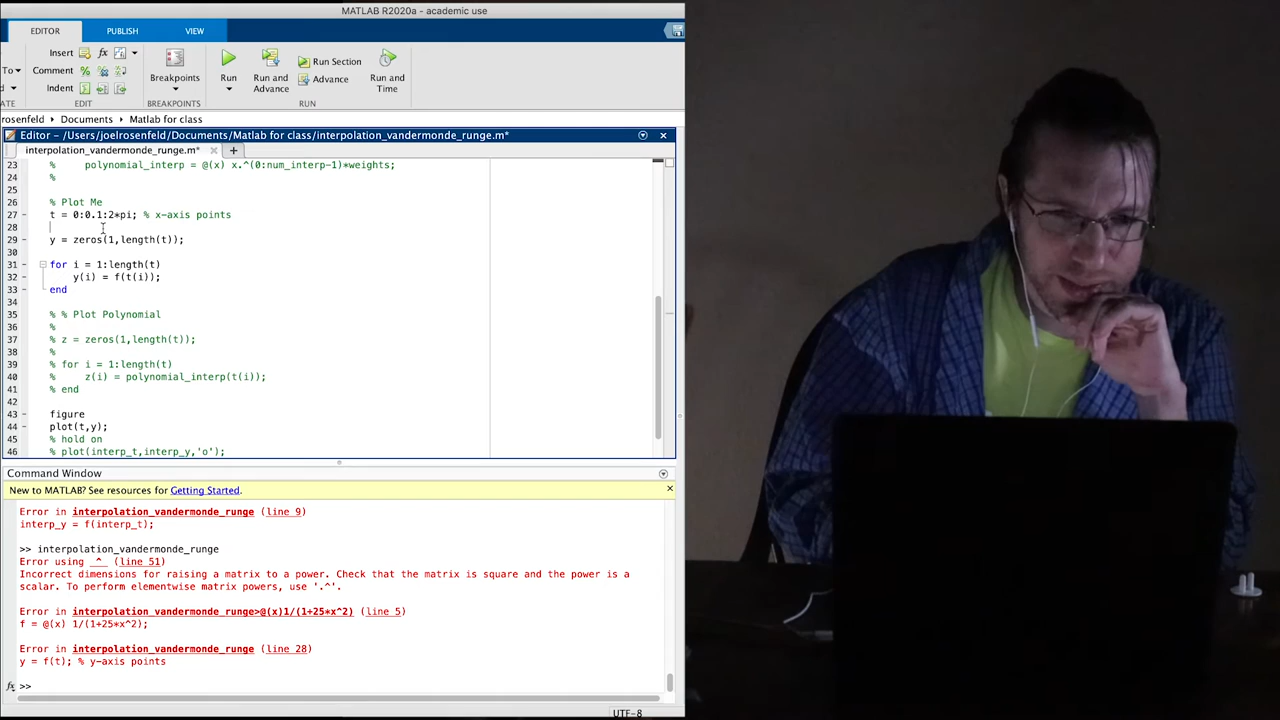 MATLAB R2020a - academic use
EDITOR PUBLISH VIEW
Insert fx
Comment
Indent
To
EDIT
Breakpoints
BREAKPOINTS
Run
Run and
Advance
Run Section
Advance
Run and
Time
RUN
rosenfeld Documents Matlab for class
Editor - /Users/joelrosenfeld/Documents/Matlab for class/interpolation_vandermonde_runge.m*
interpolation_vandermonde_runge.m*
23 % polynomial_interp = @(x) x.^(0:num_interp-1)*weights;
24 %
25
26 % Plot Me
27 t = 0:0.1:2*pi; % x-axis points
28
29 y = zeros(1,length(t));
30
31 for i = 1:length(t)
32 y(i) = f(t(i));
33 end
34
35 % % Plot Polynomial
36 %
37 % z = zeros(1,length(t));
38 %
39 % for i = 1:length(t)
40 % z(i) = polynomial_interp(t(i));
41 % end
42
43 figure
44 plot(t,y);
45 % hold on
46 % plot(interp_t,interp_y,'o');
Command Window
New to MATLAB? See resources for Getting Started.
Error in interpolation_vandermonde_runge (line 9)
interp_y = f(interp_t);
>> interpolation_vandermonde_runge
Error using ^ (line 51)
Incorrect dimensions for raising a matrix to a power. Check that the matrix is square and the power is a
scalar. To perform elementwise matrix powers, use '.^'.
Error in interpolation_vandermonde_runge>@(x)1/(1+25*x^2) (line 5)
f = @(x) 1/(1+25*x^2);
Error in interpolation_vandermonde_runge (line 28)
y = f(t); % y-axis points
fx >>
UTF-8